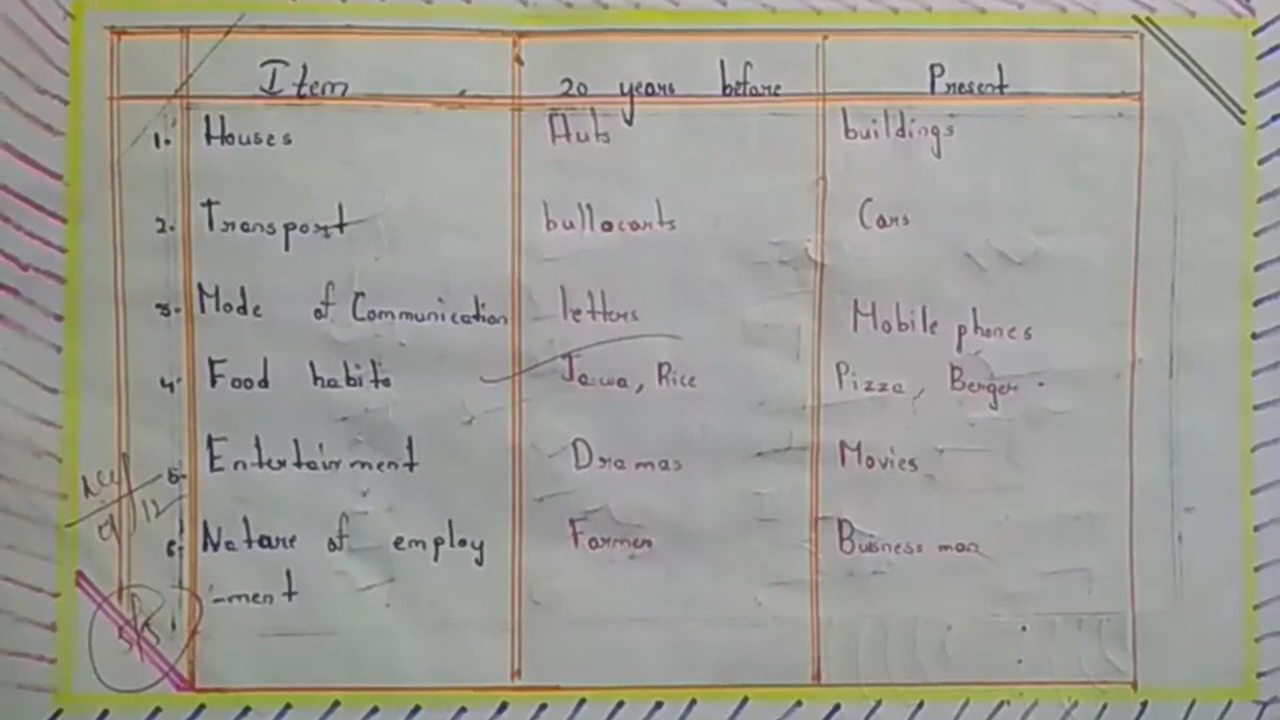 Item 20 years before Present
1. Houses Huts buildings
2. Transport bullocarts Cars
3. Mode of Communication letters Mobile phones
4. Food habits Jawa, Rice Pizza, Berger.
5. Entertainment Dramas Movies
6. Nature of employ Farmer Business man
-ment